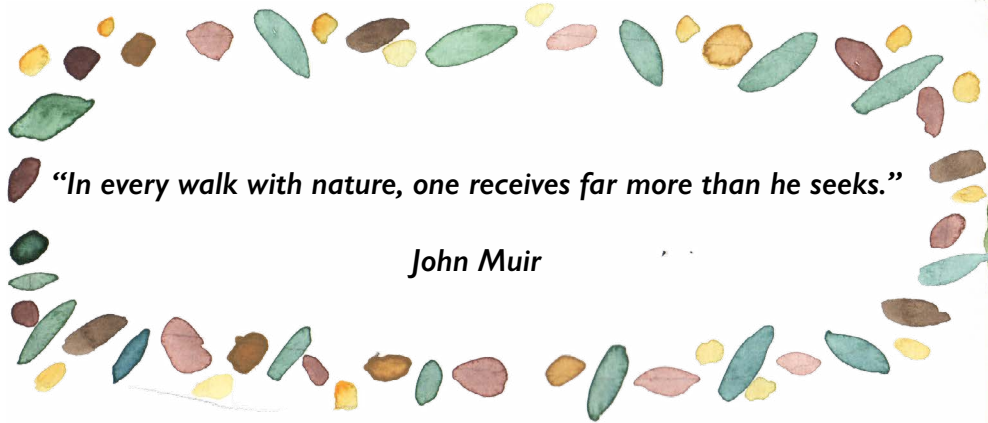 “In every walk with nature, one receives far more than he seeks.”
John Muir